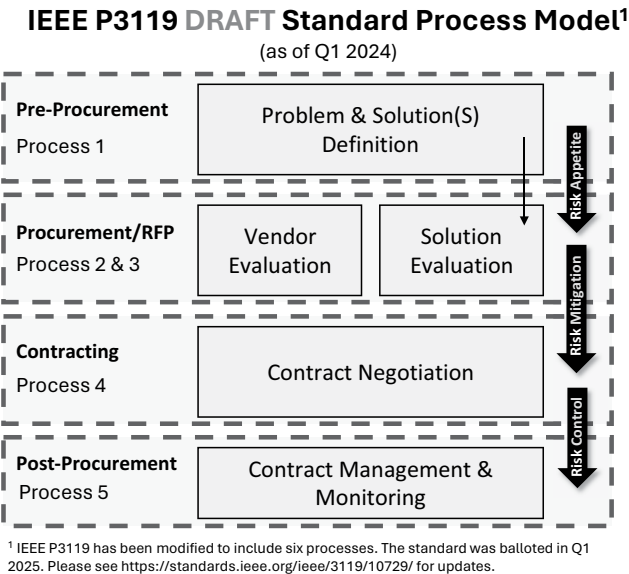 IEEE P3119 DRAFT Standard Process Model¹
(as of Q1 2024)
Pre-Procurement
Process 1
Problem & Solution(S)
Definition
Risk Appetite
Procurement/RFP
Process 2 & 3
Vendor
Evaluation
Solution
Evaluation
Risk Mitigation
Contracting
Process 4
Contract Negotiation
Risk Control
Post-Procurement
Process 5
Contract Management &
Monitoring
¹ IEEE P3119 has been modified to include six processes. The standard was balloted in Q1
2025. Please see https://standards.ieee.org/ieee/3119/10729/ for updates.